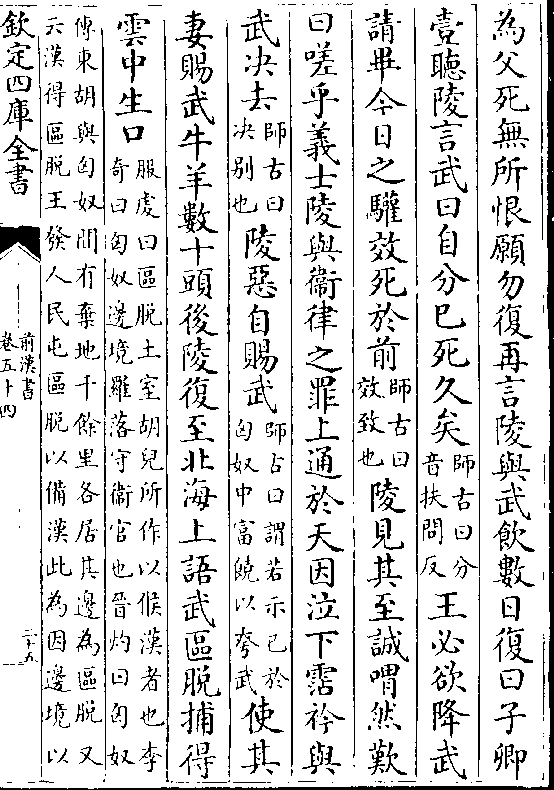 為父死無所恨願勿復再言陵與武飲數日復曰子卿
壹聽陵言武曰自分已死久矣師古曰分音扶問反王必欲降武
請畢今日之驩效死於前師古曰效致也陵見其至誠喟然歎
曰嗟乎義士陵與衞律之罪上通於天因泣下霑衿與
武決去師古曰決别也陵惡自賜武師古曰謂若示己於匈奴中富饒以夸武使其
妻賜武牛羊數十頭後陵復至北海上語武區脱捕得
雲中生口服虔曰區脱土室胡兒所作以候漢者也李奇曰匈奴邊境羅落守衞官也晉灼曰匈奴
傳東胡與匈奴間有棄地千餘里各居其邊為區脱又
云漢得區脱王發人民屯區脱以備漢此為因邊境以
欽定四庫全書
前漢書
卷五十四
二十五